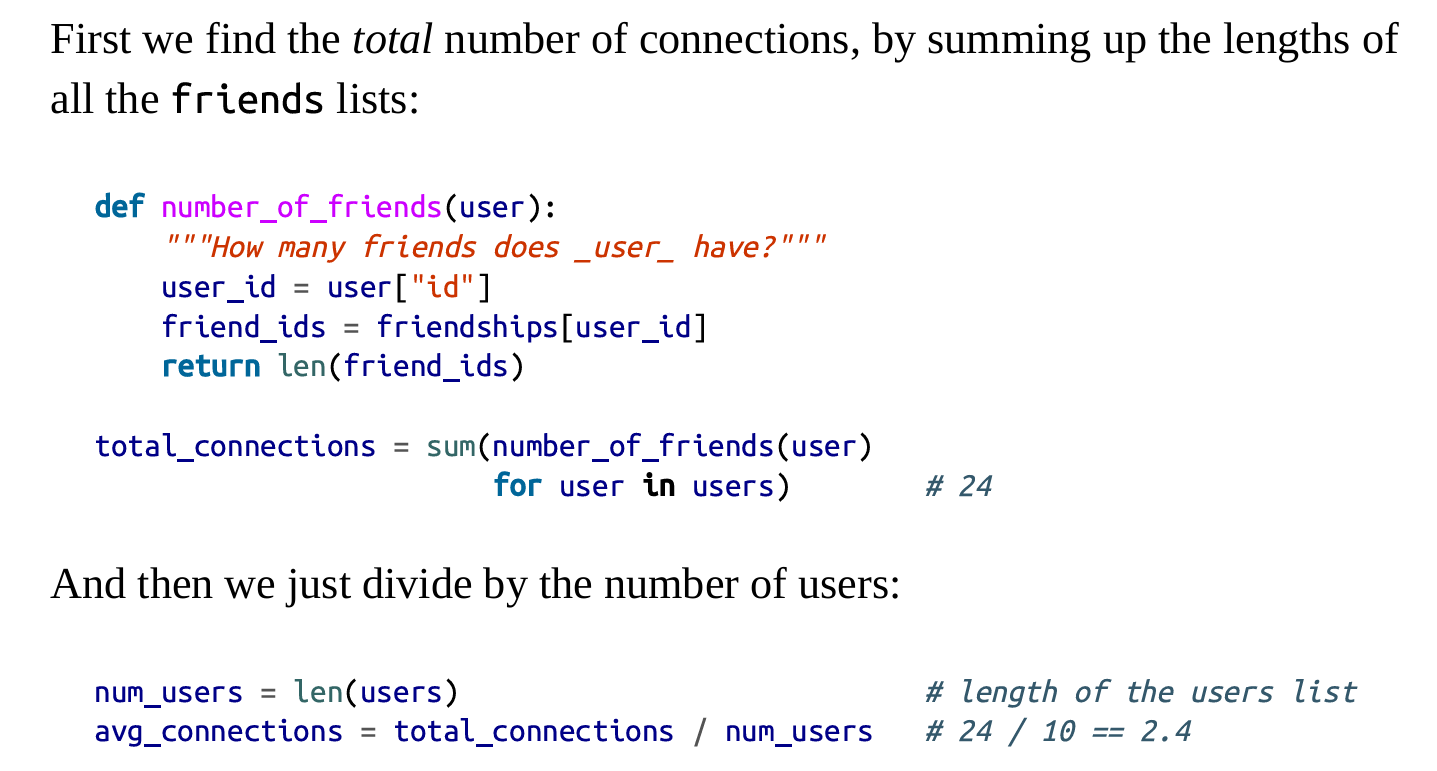 First we find the total number of connections, by summing up the lengths of
all the friends lists:
def number_of_friends(user):
    """How many friends does _user_ have?"""
    user_id = user["id"]
    friend_ids = friendships[user_id]
    return len(friend_ids)
total_connections = sum(number_of_friends(user)
                        for user in users)        # 24
And then we just divide by the number of users:
num_users = len(users)                            # length of the users list
avg_connections = total_connections / num_users   # 24 / 10 == 2.4